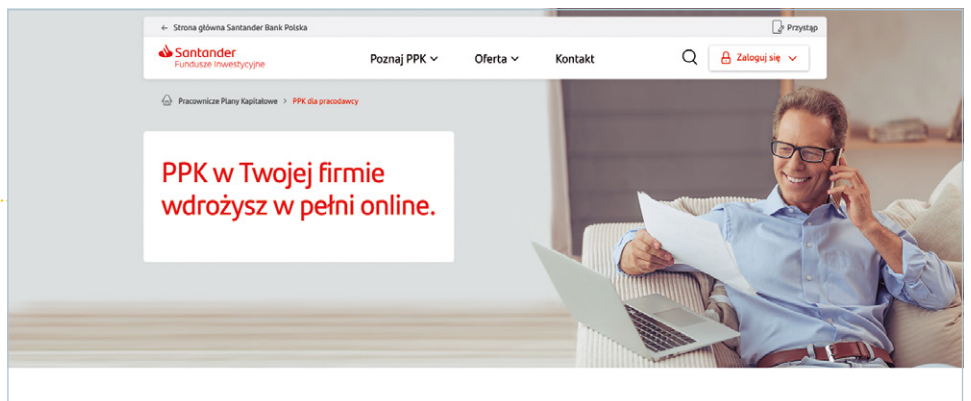 ← Strona główna Santander Bank Polska
Przystąp
Santander
Fundusze Inwestycyjne
Poznaj PPK
Oferta
Kontakt
Zaloguj się
Pracownicze Plany Kapitałowe > PPK dla pracodawcy
PPK w Twojej firmie
wdrożysz w pełni online.